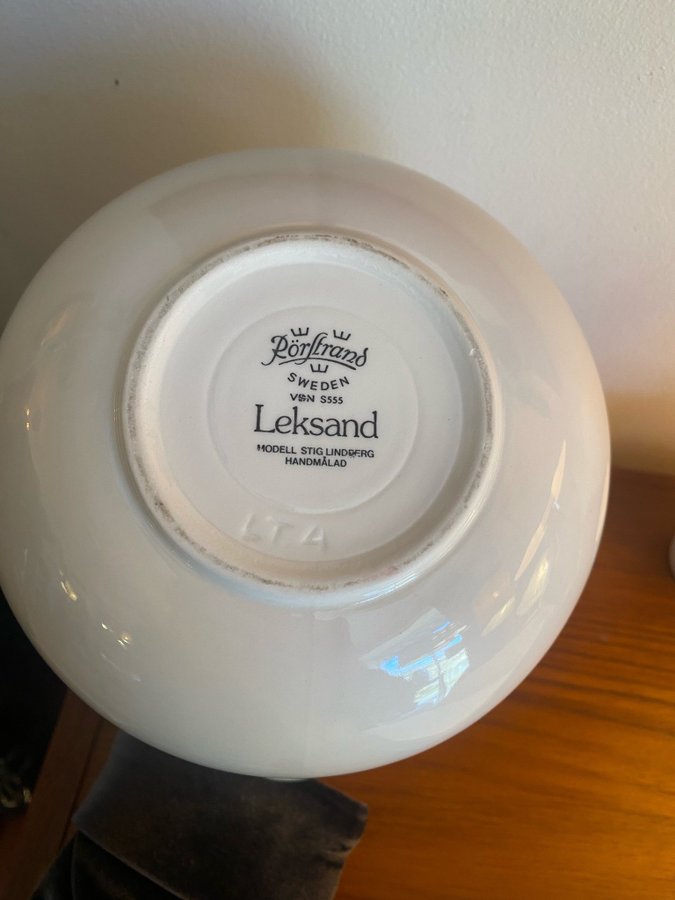 Rörstrand
SWEDEN
VSN S555
Leksand
MODELL STIG LINDBERG
HANDMÅLAD
LTA